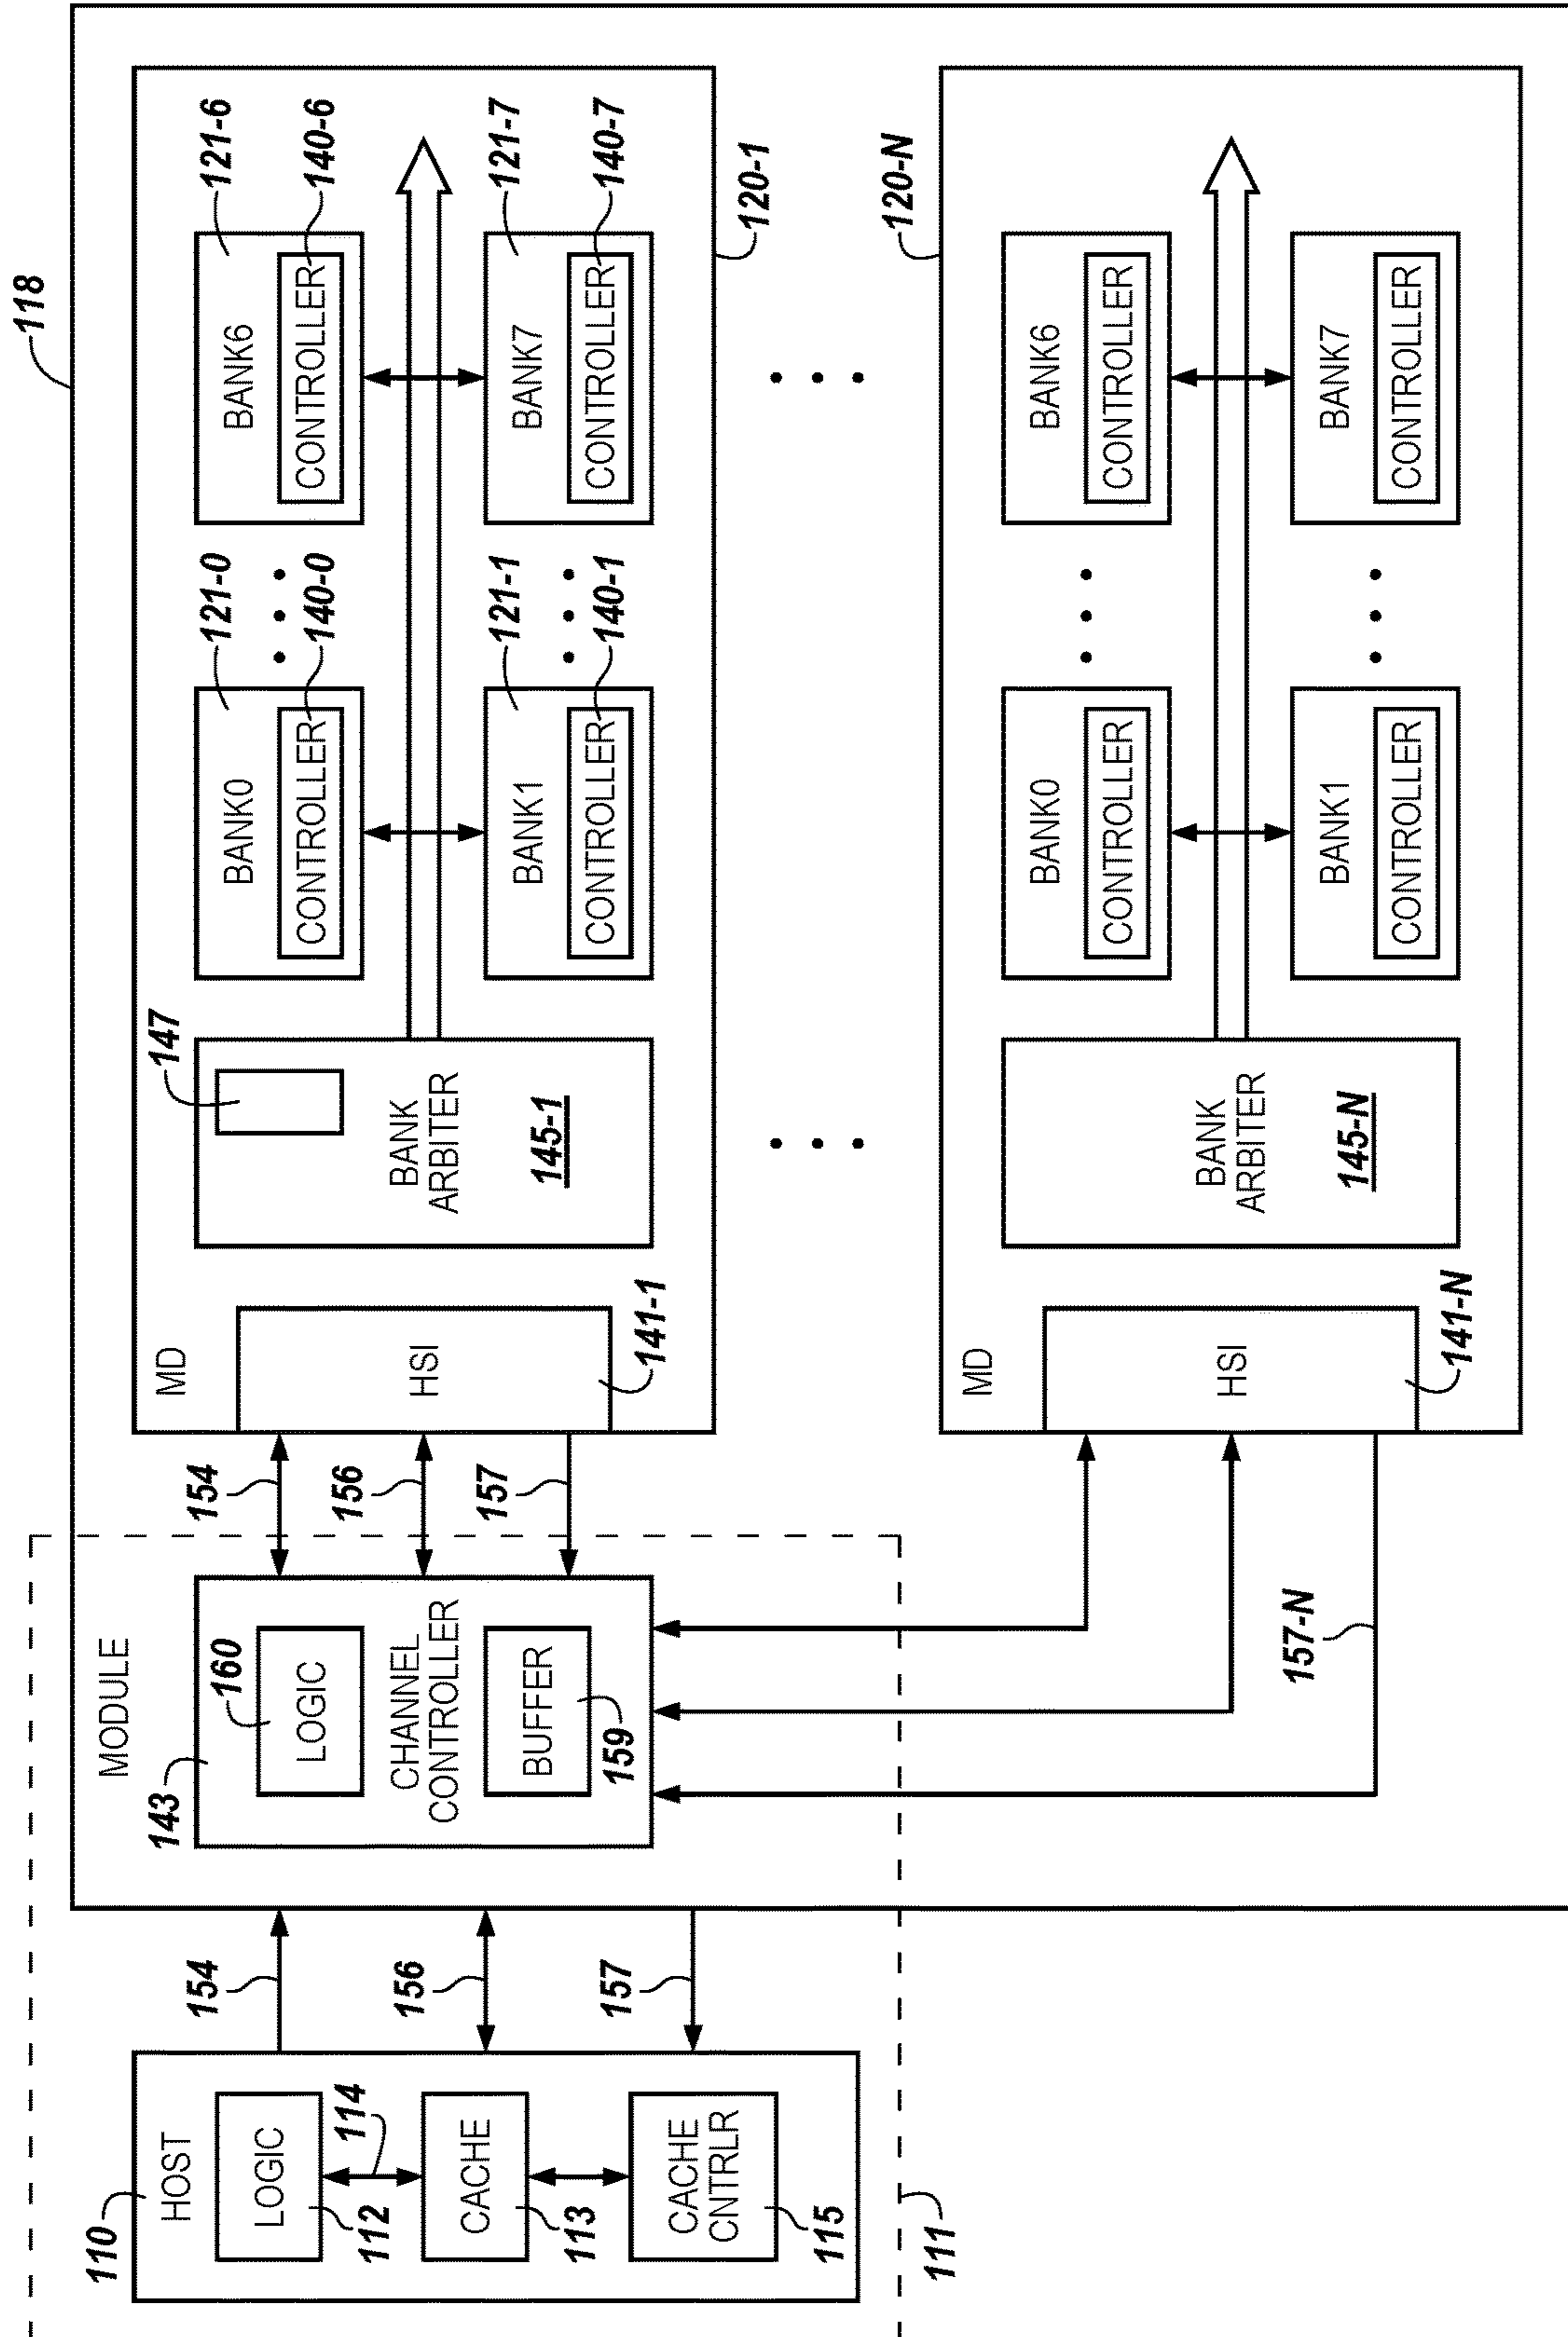 118
110
HOST
LOGIC
112
114
CACHE
113
CACHE
CNTRLR
115
111
154
156
157
MODULE
143
160
LOGIC
CHANNEL
CONTROLLER
BUFFER
159
154
156
157
157-N
MD
HSI
141-1
147
BANK
ARBITER
145-1
121-0
BANK0
CONTROLLER
140-0
121-6
BANK6
CONTROLLER
140-6
121-1
BANK1
CONTROLLER
140-1
121-7
BANK7
CONTROLLER
140-7
120-1
120-N
MD
HSI
141-N
BANK
ARBITER
145-N
BANK0
CONTROLLER
BANK6
CONTROLLER
BANK1
CONTROLLER
BANK7
CONTROLLER